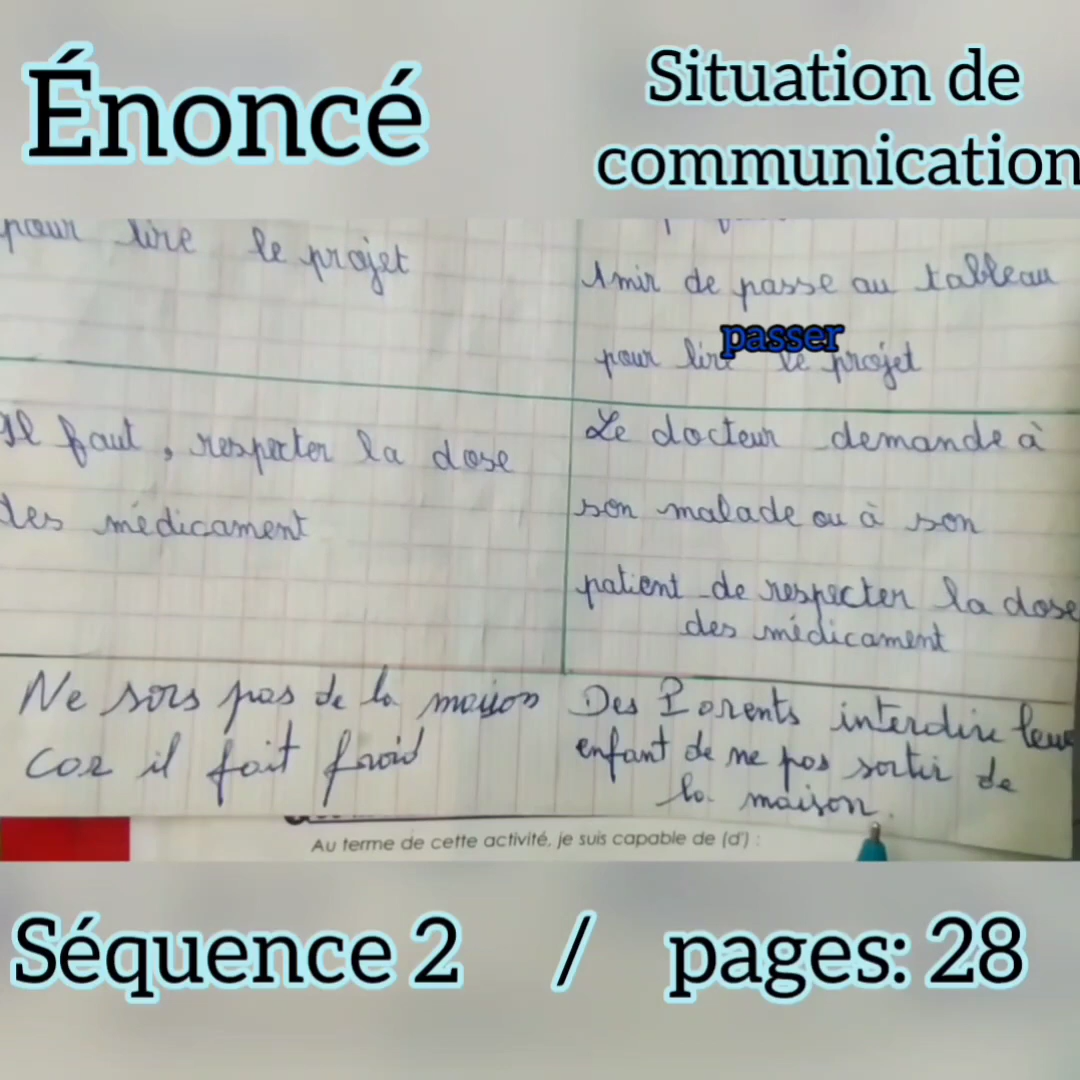 Énoncé
Situation de
communication
pour lire le projet
Amir de passe au tableau
passer
pour lire le projet
Il faut, respecter la dose
des médicament
Le docteur demande à
son malade ou à son
patient de respecter la dose
des médicament
Ne sors pas de la maison
car il fait froid
Des Parents interdire leur
enfant de ne pas sortir de
la maison.
Au terme de cette activité, je suis capable de (d') :
Séquence 2 / pages: 28